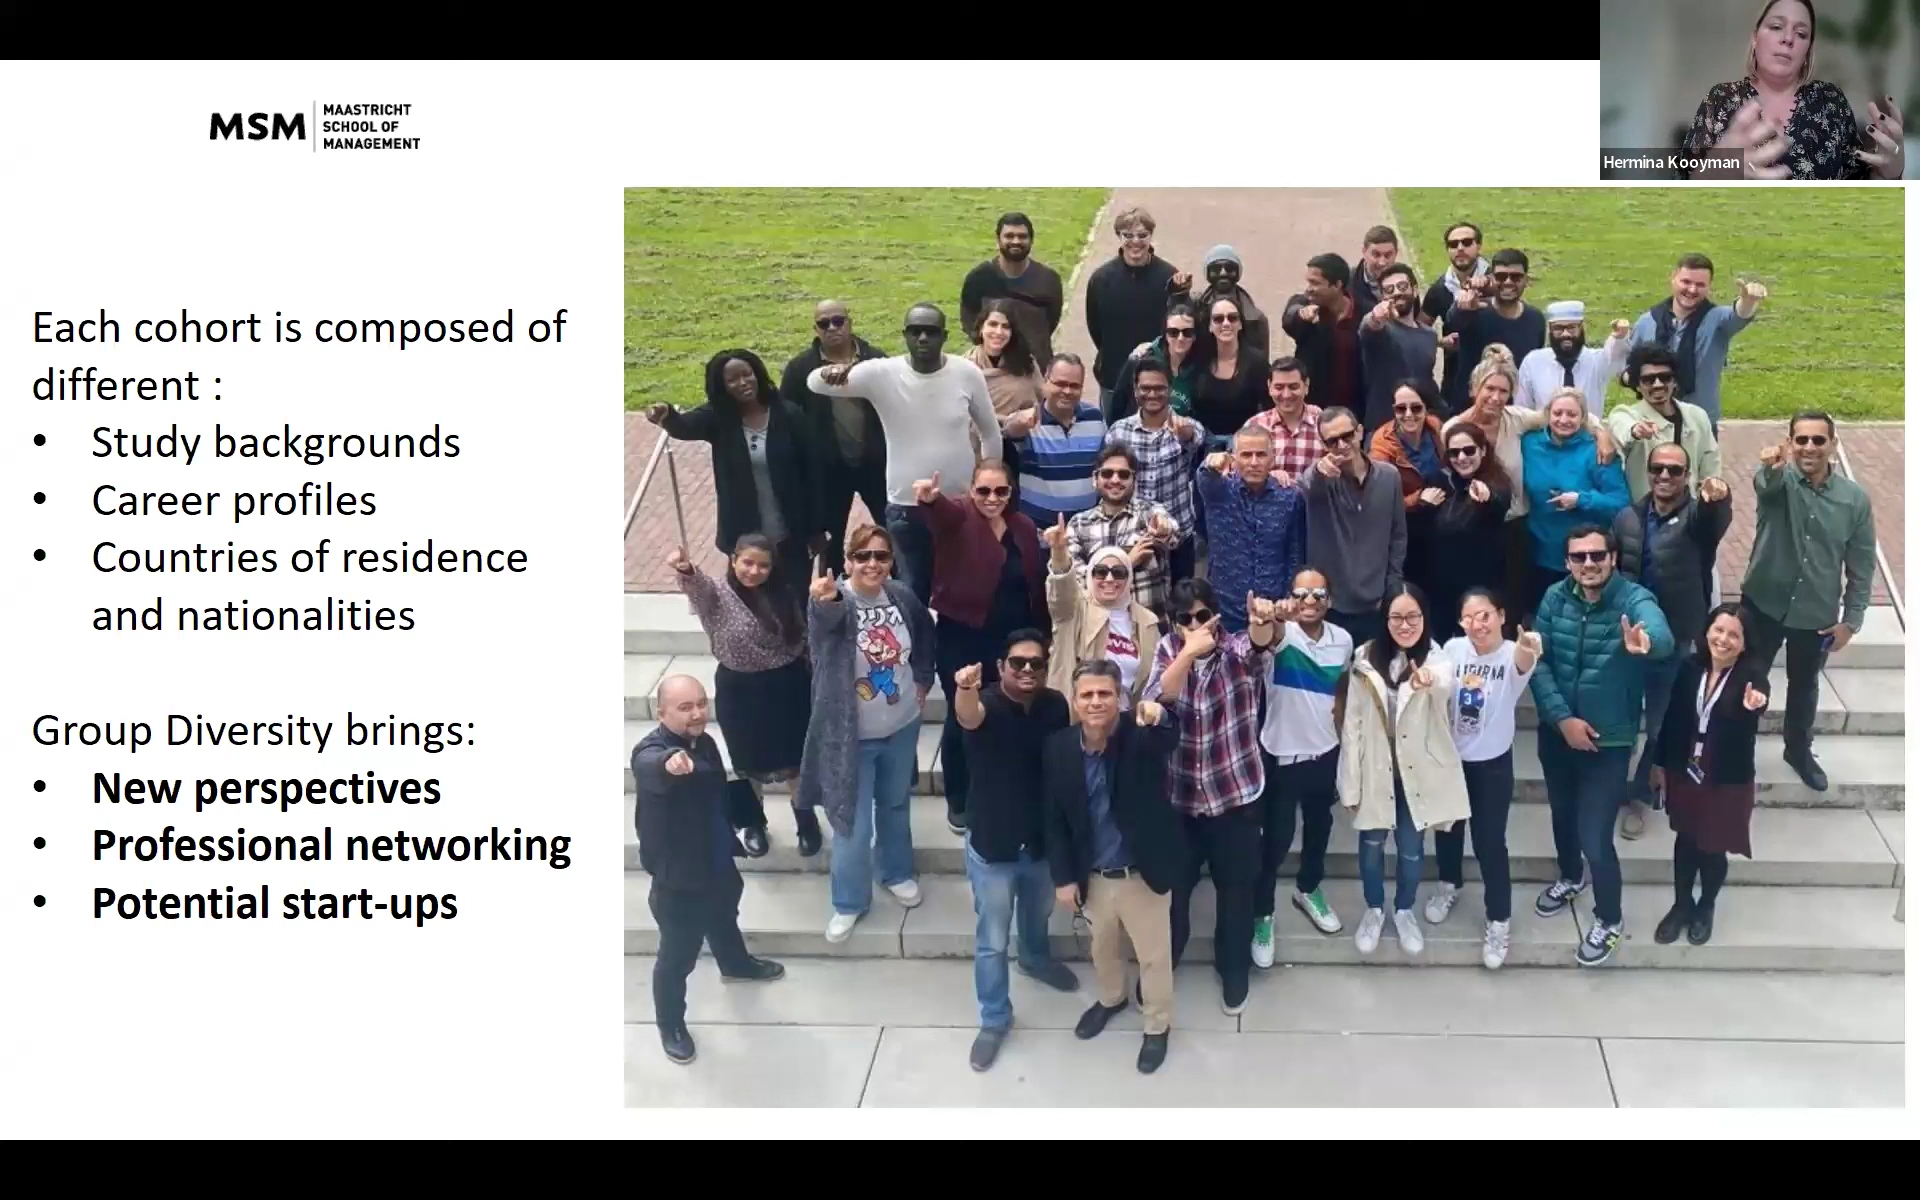 MSM
MAASTRICHT
SCHOOL OF
MANAGEMENT
Hermina Kooyman
Each cohort is composed of
different :
• Study backgrounds
• Career profiles
• Countries of residence
and nationalities
Group Diversity brings:
• New perspectives
• Professional networking
• Potential start-ups